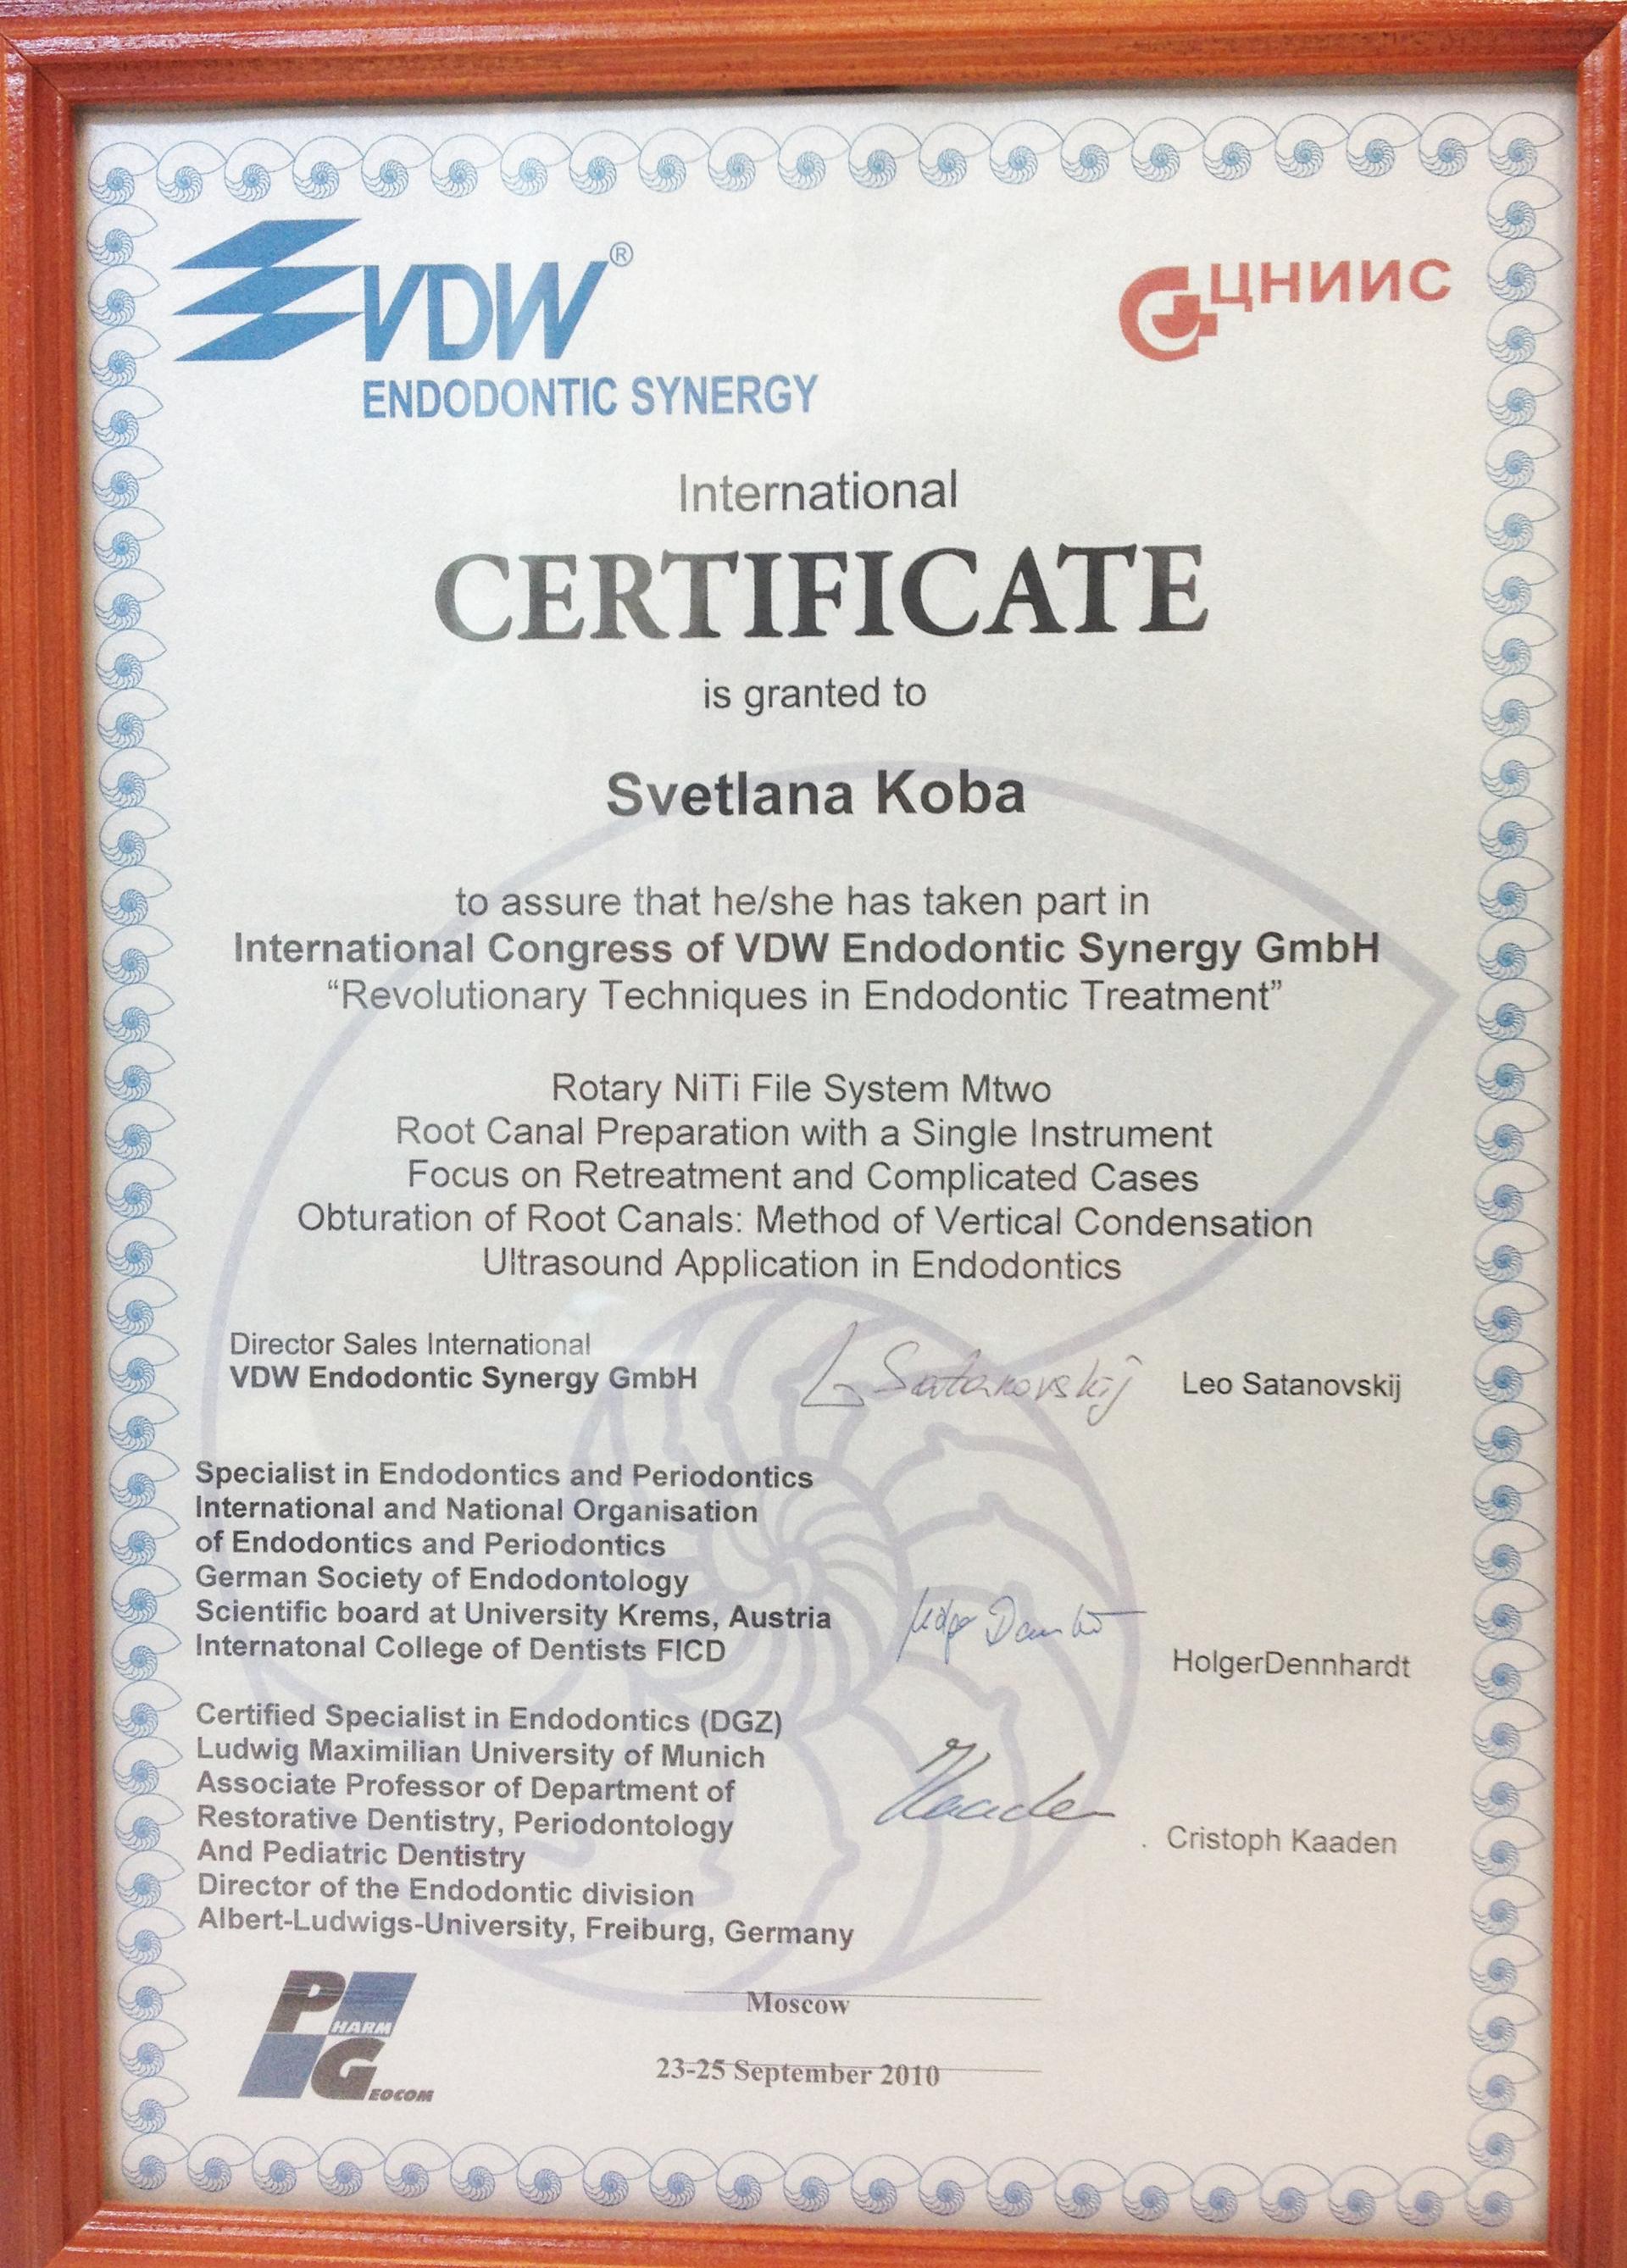 VDW®
ENDODONTIC SYNERGY
ЦНИИС
International
CERTIFICATE
is granted to
Svetlana Koba
to assure that he/she has taken part in
International Congress of VDW Endodontic Synergy GmbH
“Revolutionary Techniques in Endodontic Treatment”
Rotary NiTi File System Mtwo
Root Canal Preparation with a Single Instrument
Focus on Retreatment and Complicated Cases
Obturation of Root Canals: Method of Vertical Condensation
Ultrasound Application in Endodontics
Director Sales International
VDW Endodontic Synergy GmbH
L Satanovskij
Leo Satanovskij
Specialist in Endodontics and Periodontics
International and National Organisation
of Endodontics and Periodontics
German Society of Endodontology
Scientific board at University Krems, Austria
Internatonal College of Dentists FICD
HolgerDennhardt
Certified Specialist in Endodontics (DGZ)
Ludwig Maximilian University of Munich
Associate Professor of Department of
Restorative Dentistry, Periodontology
And Pediatric Dentistry
Director of the Endodontic division
Albert-Ludwigs-University, Freiburg, Germany
Kaaden
Cristoph Kaaden
PHARM
GEOCOM
Moscow
23-25 September 2010